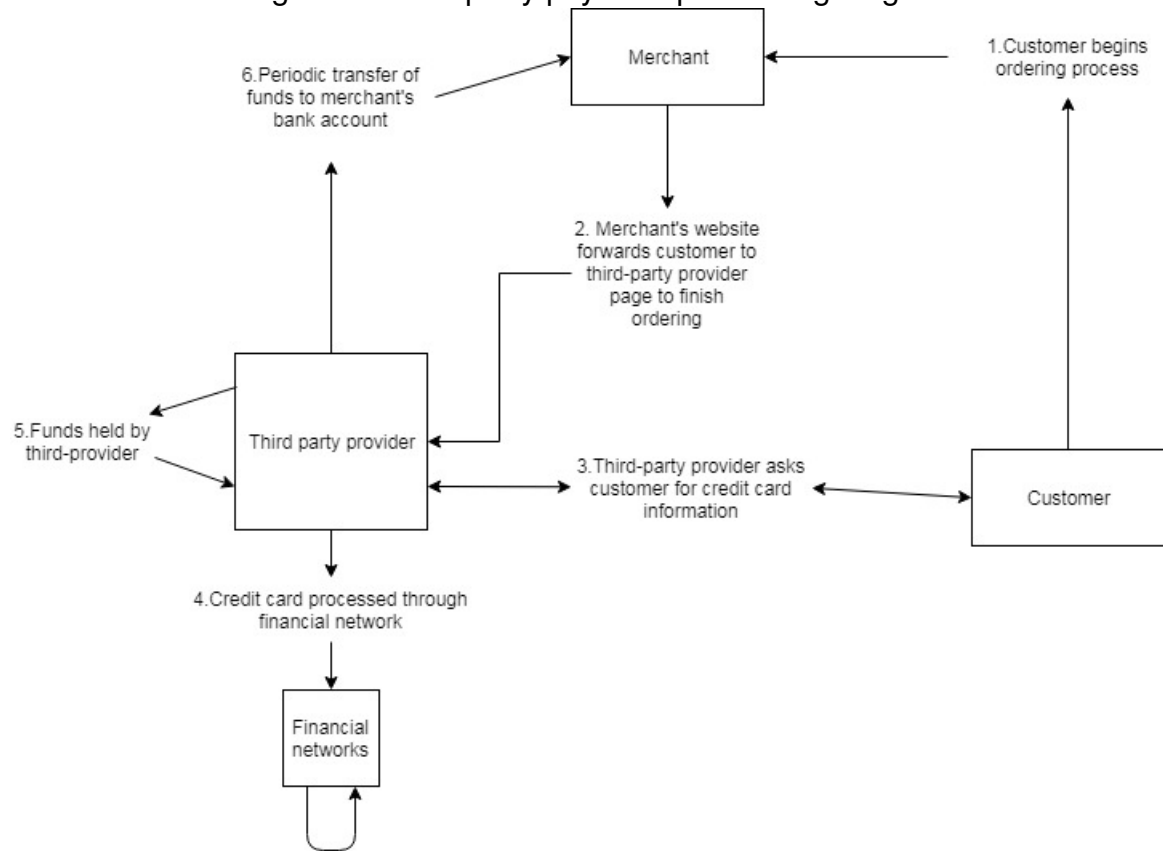 1.Customer begins
ordering process
Merchant
6.Periodic transfer of
funds to merchant's
bank account
2. Merchant's website
forwards customer to
third-party provider
page to finish
ordering
Third party provider
5.Funds held by
third-provider
3.Third-party provider asks
customer for credit card
information
Customer
4.Credit card processed through
financial network
Financial
networks